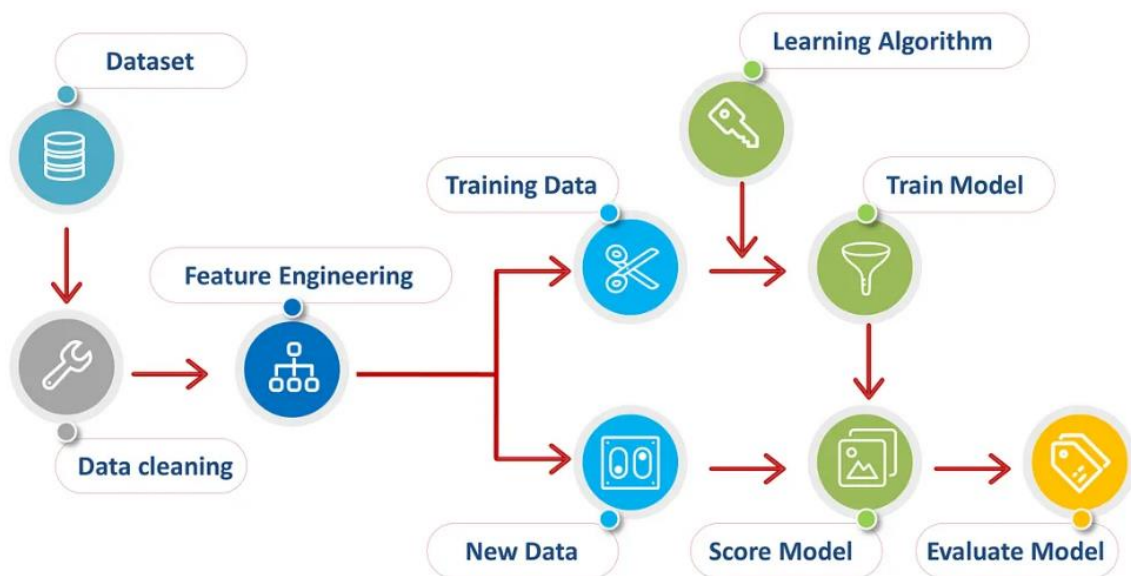 Dataset
Learning Algorithm
Training Data
Train Model
Feature Engineering
Data cleaning
New Data
Score Model
Evaluate Model